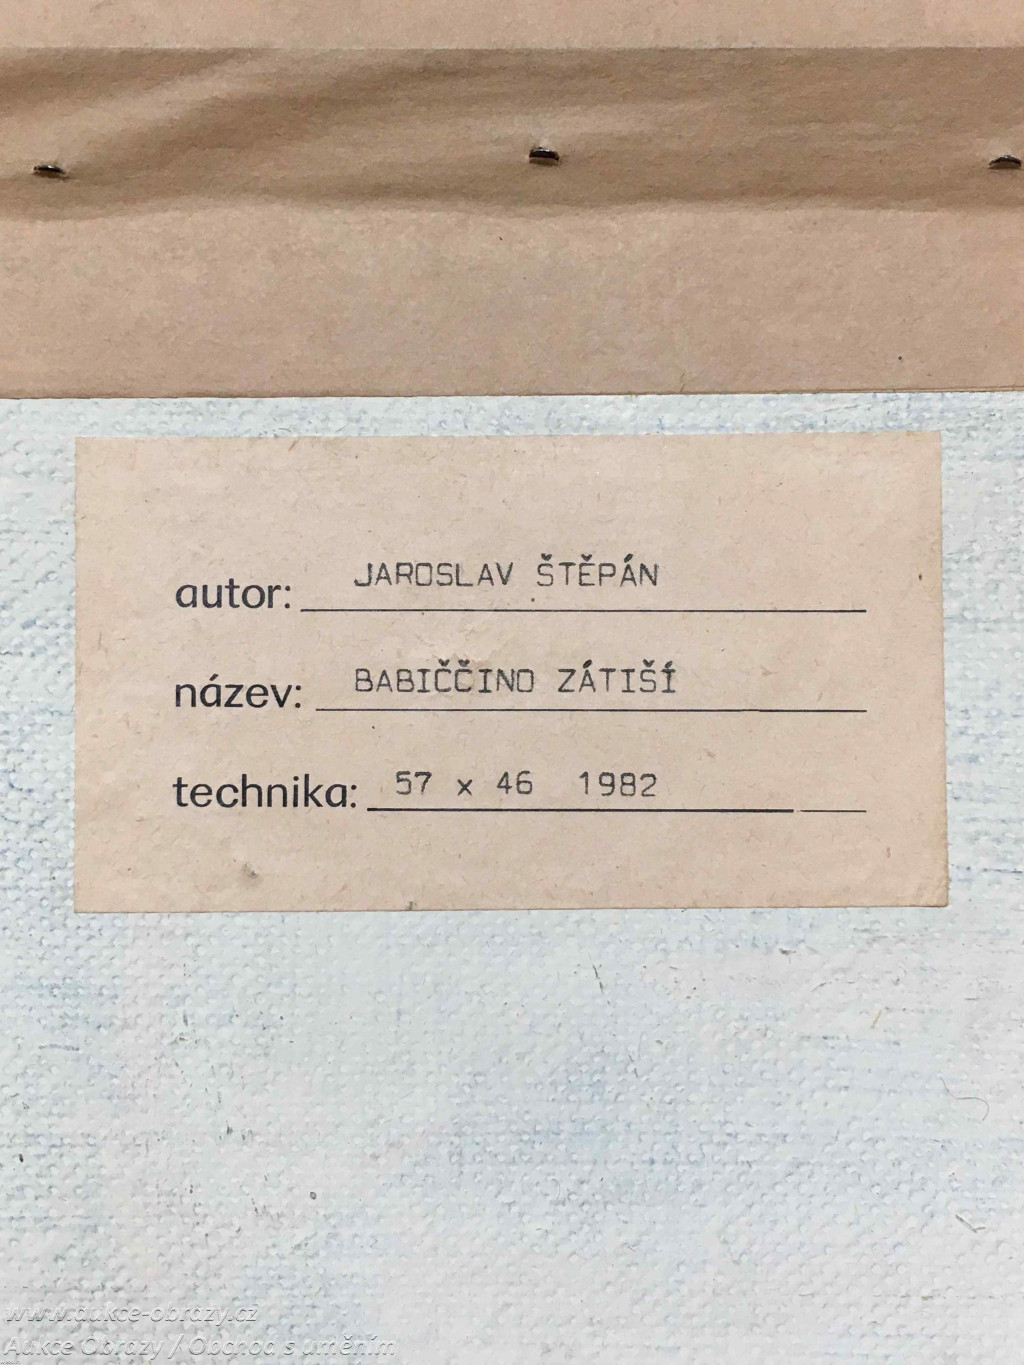 autor: JAROSLAV ŠTĚPÁN
název: BABIČČINO ZÁTIŠÍ
technika: 57 x 46 1982
www.aukce-obrazy.cz
Aukce Obrazy / Obchod s uměním